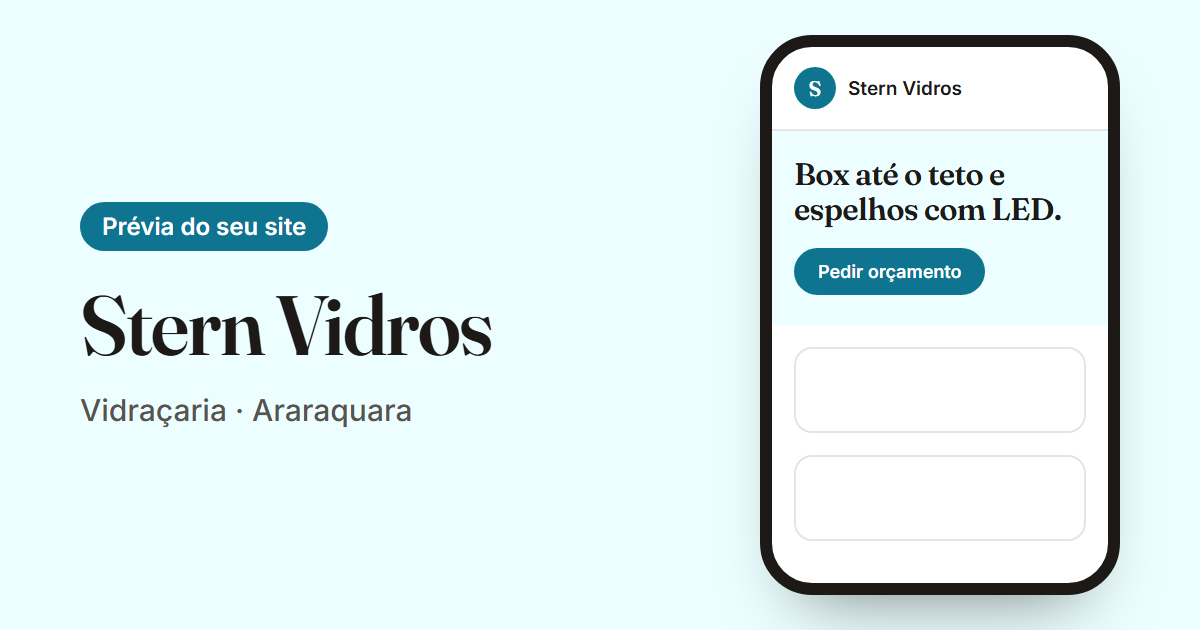 Prévia do seu site
Stern Vidros
Vidraçaria · Araraquara
S
Stern Vidros
Box até o teto e
espelhos com LED.
Pedir orçamento